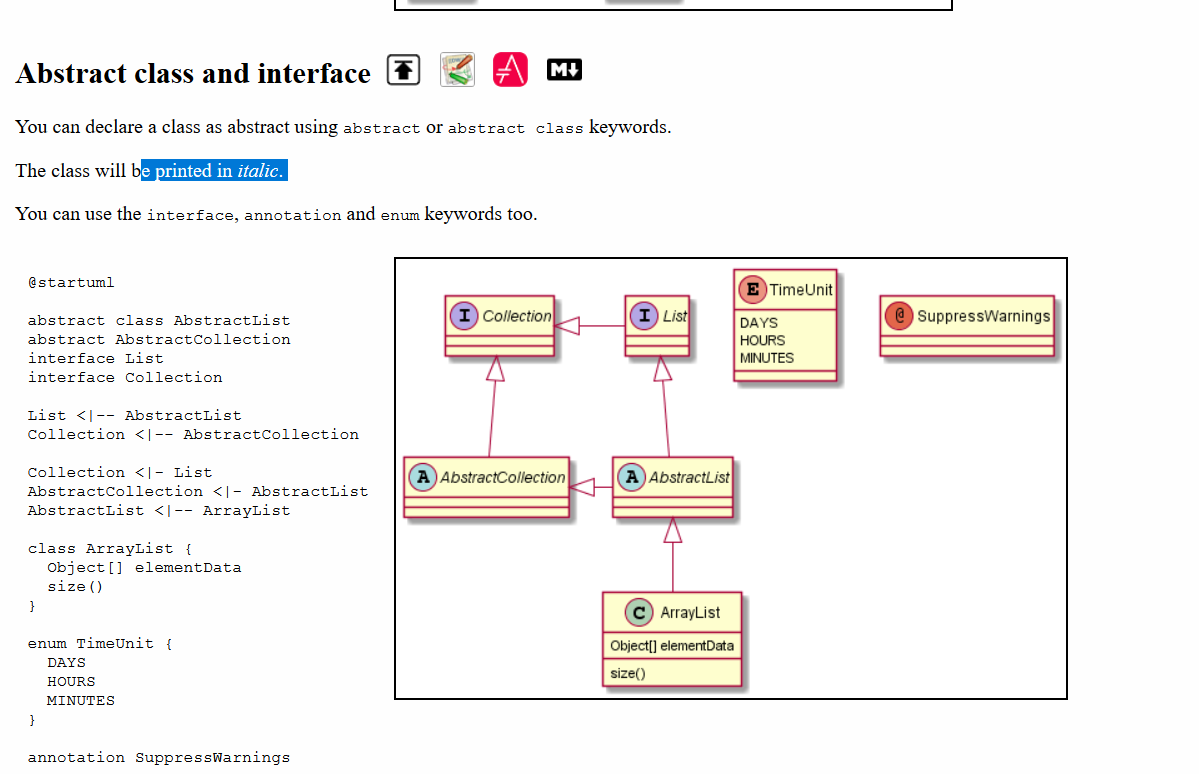 Abstract class and interface
M
You can declare a class as abstract using abstract or abstract class keywords.
The class will be printed in italic.
You can use the interface, annotation and enum keywords too.
@startuml
abstract class AbstractList
abstract AbstractCollection
interface List
interface Collection
List <|-- AbstractList
Collection <|-- AbstractCollection
Collection <|- List
AbstractCollection <|- AbstractList
AbstractList <|-- ArrayList
class ArrayList {
  Object[] elementData
  size()
}
enum TimeUnit {
  DAYS
  HOURS
  MINUTES
}
annotation SuppressWarnings
I Collection
I List
E TimeUnit
DAYS
HOURS
MINUTES
@ SuppressWarnings
A AbstractCollection
A AbstractList
C ArrayList
Object[] elementData
size()